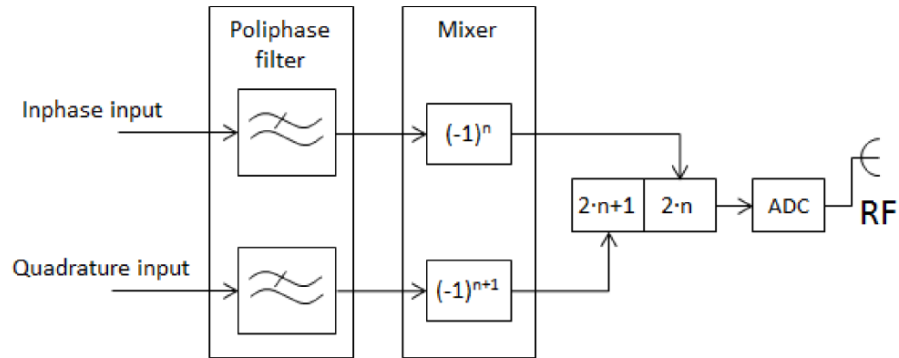 Poliphase
filter
Mixer
Inphase input
(-1)ⁿ
2·n+1
2·n
ADC
RF
Quadrature input
(-1)ⁿ⁺¹